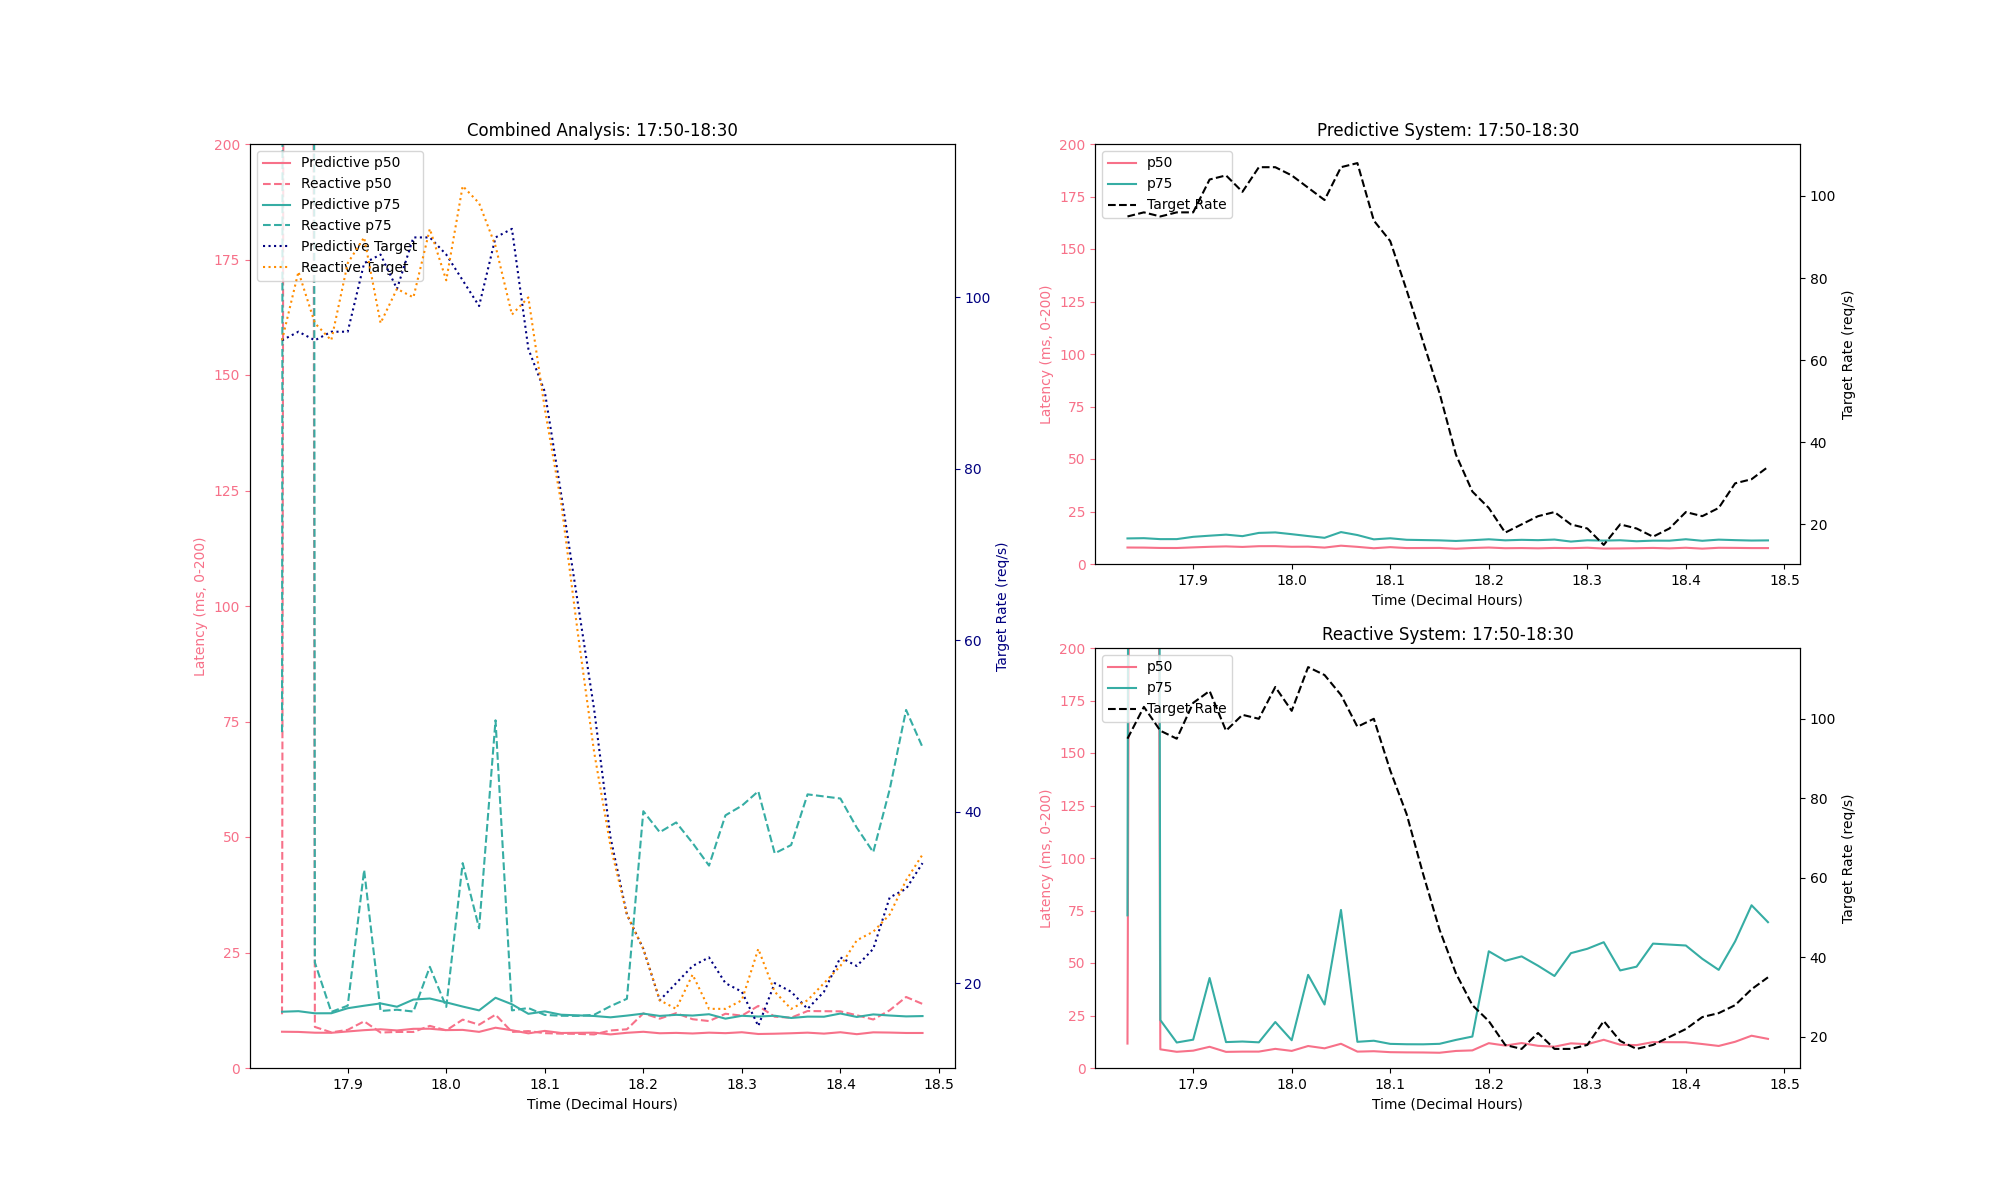 Combined Analysis: 17:50-18:30
Predictive p50
Reactive p50
Predictive p75
Reactive p75
Predictive Target
Reactive Target
200
175
150
125
100
75
50
25
0
Latency (ms, 0-200)
100
80
60
40
20
Target Rate (req/s)
17.9 18.0 18.1 18.2 18.3 18.4 18.5
Time (Decimal Hours)
Predictive System: 17:50-18:30
p50
p75
Target Rate
200
175
150
125
100
75
50
25
0
Latency (ms, 0-200)
100
80
60
40
20
Target Rate (req/s)
17.9 18.0 18.1 18.2 18.3 18.4 18.5
Time (Decimal Hours)
Reactive System: 17:50-18:30
p50
p75
Target Rate
200
175
150
125
100
75
50
25
0
Latency (ms, 0-200)
100
80
60
40
20
Target Rate (req/s)
17.9 18.0 18.1 18.2 18.3 18.4 18.5
Time (Decimal Hours)